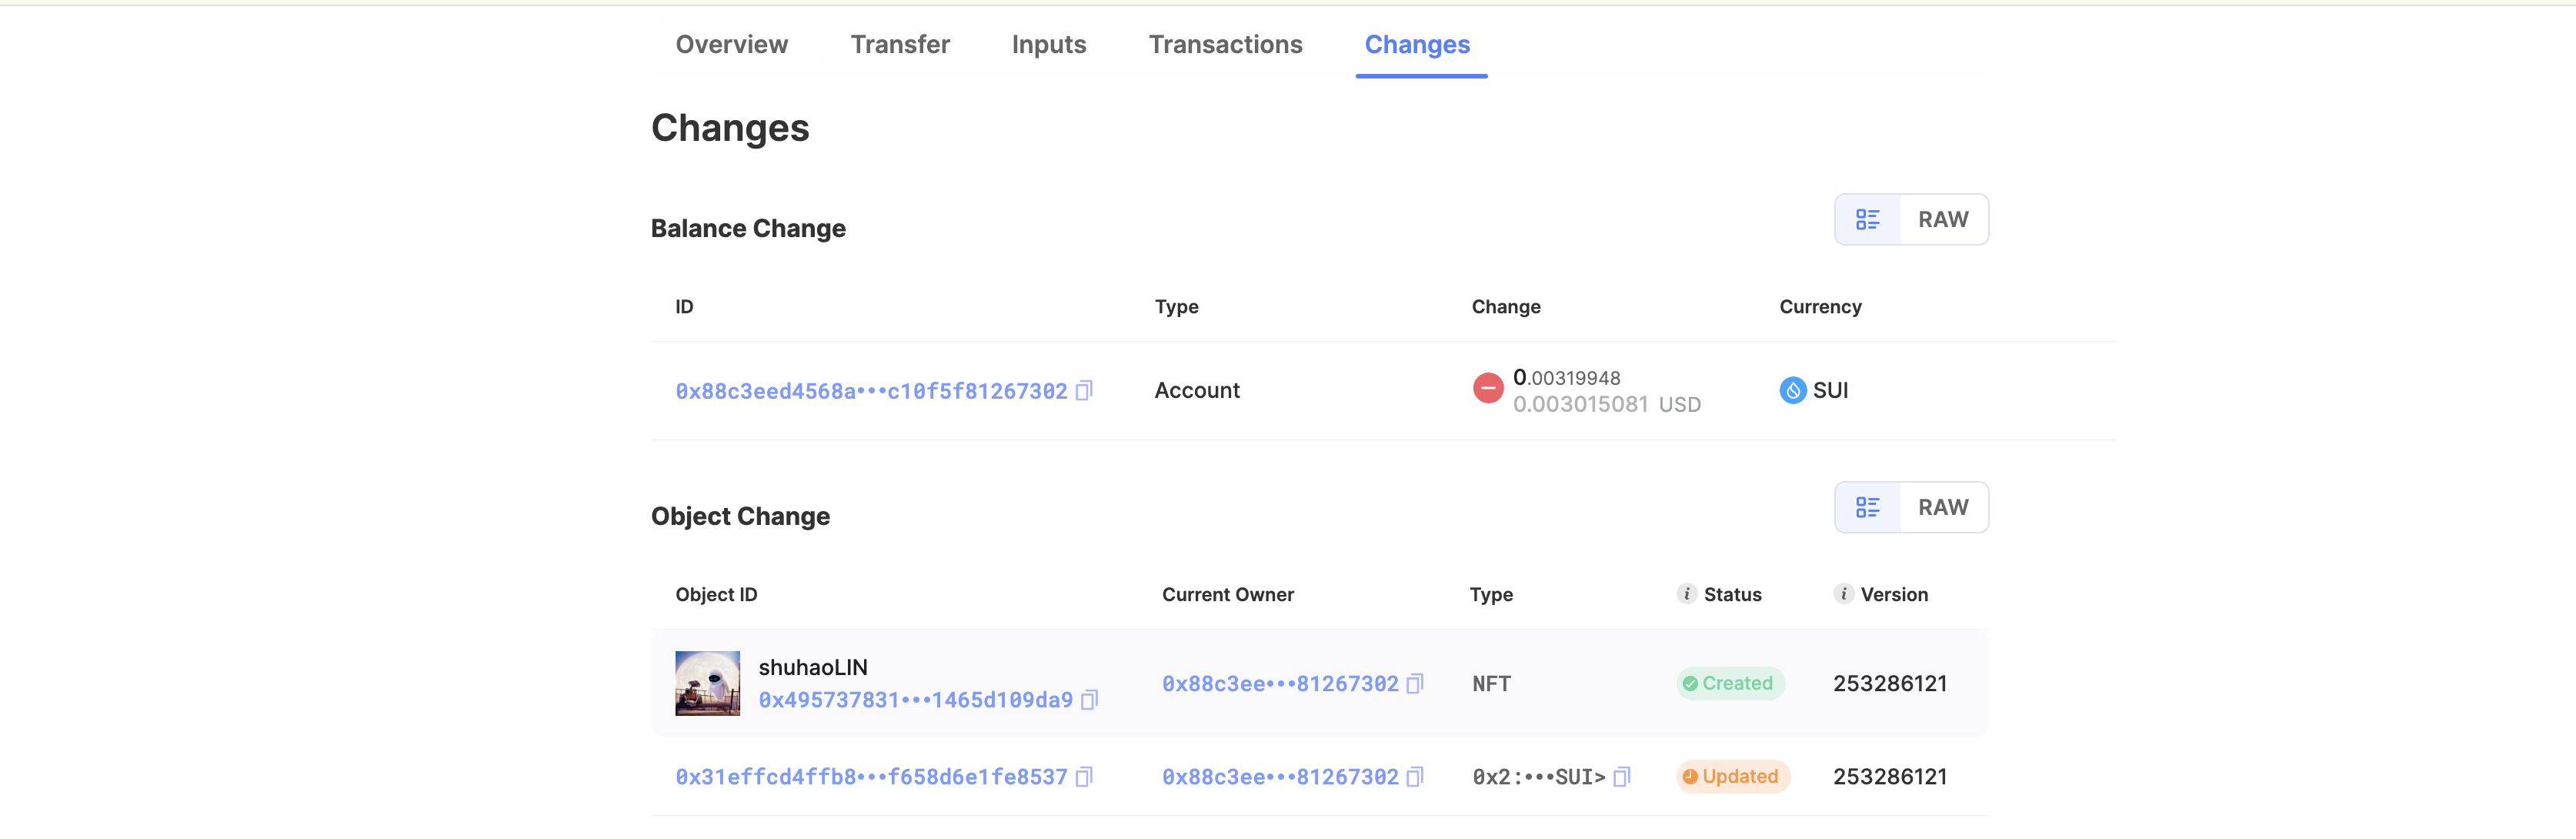 Overview Transfer Inputs Transactions Changes
Changes
Balance Change
RAW
ID Type Change Currency
0x88c3eed4568a•••c10f5f81267302 Account 0.00319948 SUI
0.003015081 USD
Object Change
RAW
Object ID Current Owner Type Status Version
shuhaoLIN
0x495737831•••1465d109da9 0x88c3ee•••81267302 NFT Created 253286121
0x31effcd4ffb8•••f658d6e1fe8537 0x88c3ee•••81267302 0x2:•••SUI> Updated 253286121